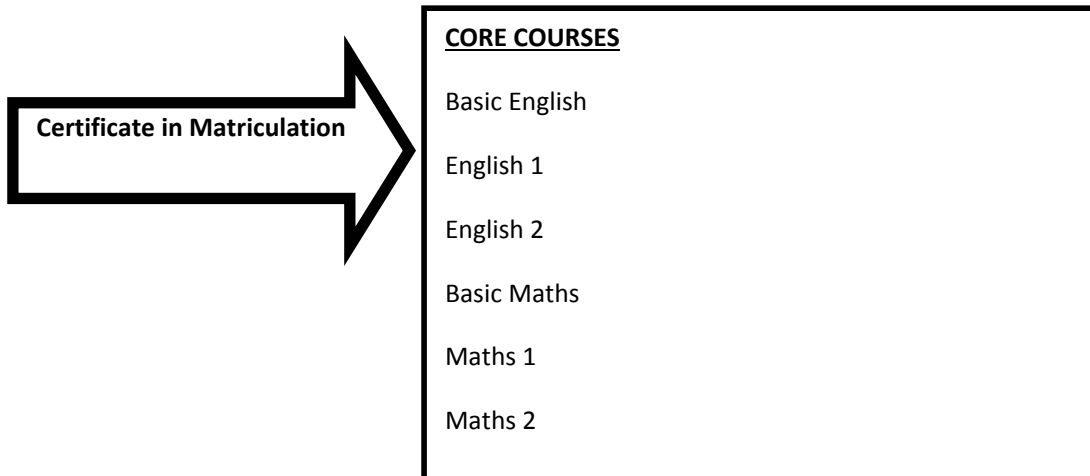 CORE COURSES
Basic English
Certificate in Matriculation
English 1
English 2
Basic Maths
Maths 1
Maths 2